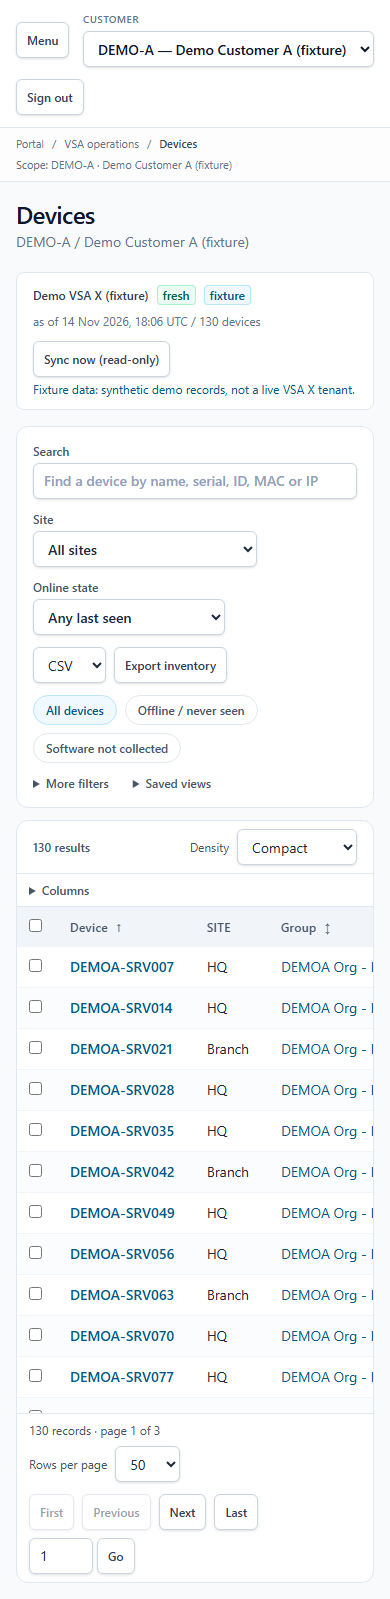 CUSTOMER
Menu
DEMO-A — Demo Customer A (fixture)
Sign out
Portal / VSA operations / Devices
Scope: DEMO-A · Demo Customer A (fixture)
Devices
DEMO-A / Demo Customer A (fixture)
Demo VSA X (fixture) fresh fixture
as of 14 Nov 2026, 18:06 UTC / 130 devices
Sync now (read-only)
Fixture data: synthetic demo records, not a live VSA X tenant.
Search
Find a device by name, serial, ID, MAC or IP
Site
All sites
Online state
Any last seen
CSV Export inventory
All devices Offline / never seen
Software not collected
▶ More filters ▶ Saved views
130 results Density Compact
▶ Columns
Device ↑ SITE Group ↕
DEMOA-SRV007 HQ DEMOA Org -
DEMOA-SRV014 HQ DEMOA Org -
DEMOA-SRV021 Branch DEMOA Org -
DEMOA-SRV028 HQ DEMOA Org -
DEMOA-SRV035 HQ DEMOA Org -
DEMOA-SRV042 Branch DEMOA Org -
DEMOA-SRV049 HQ DEMOA Org -
DEMOA-SRV056 HQ DEMOA Org -
DEMOA-SRV063 Branch DEMOA Org -
DEMOA-SRV070 HQ DEMOA Org -
DEMOA-SRV077 HQ DEMOA Org -
130 records · page 1 of 3
Rows per page 50
First Previous Next Last
1 Go